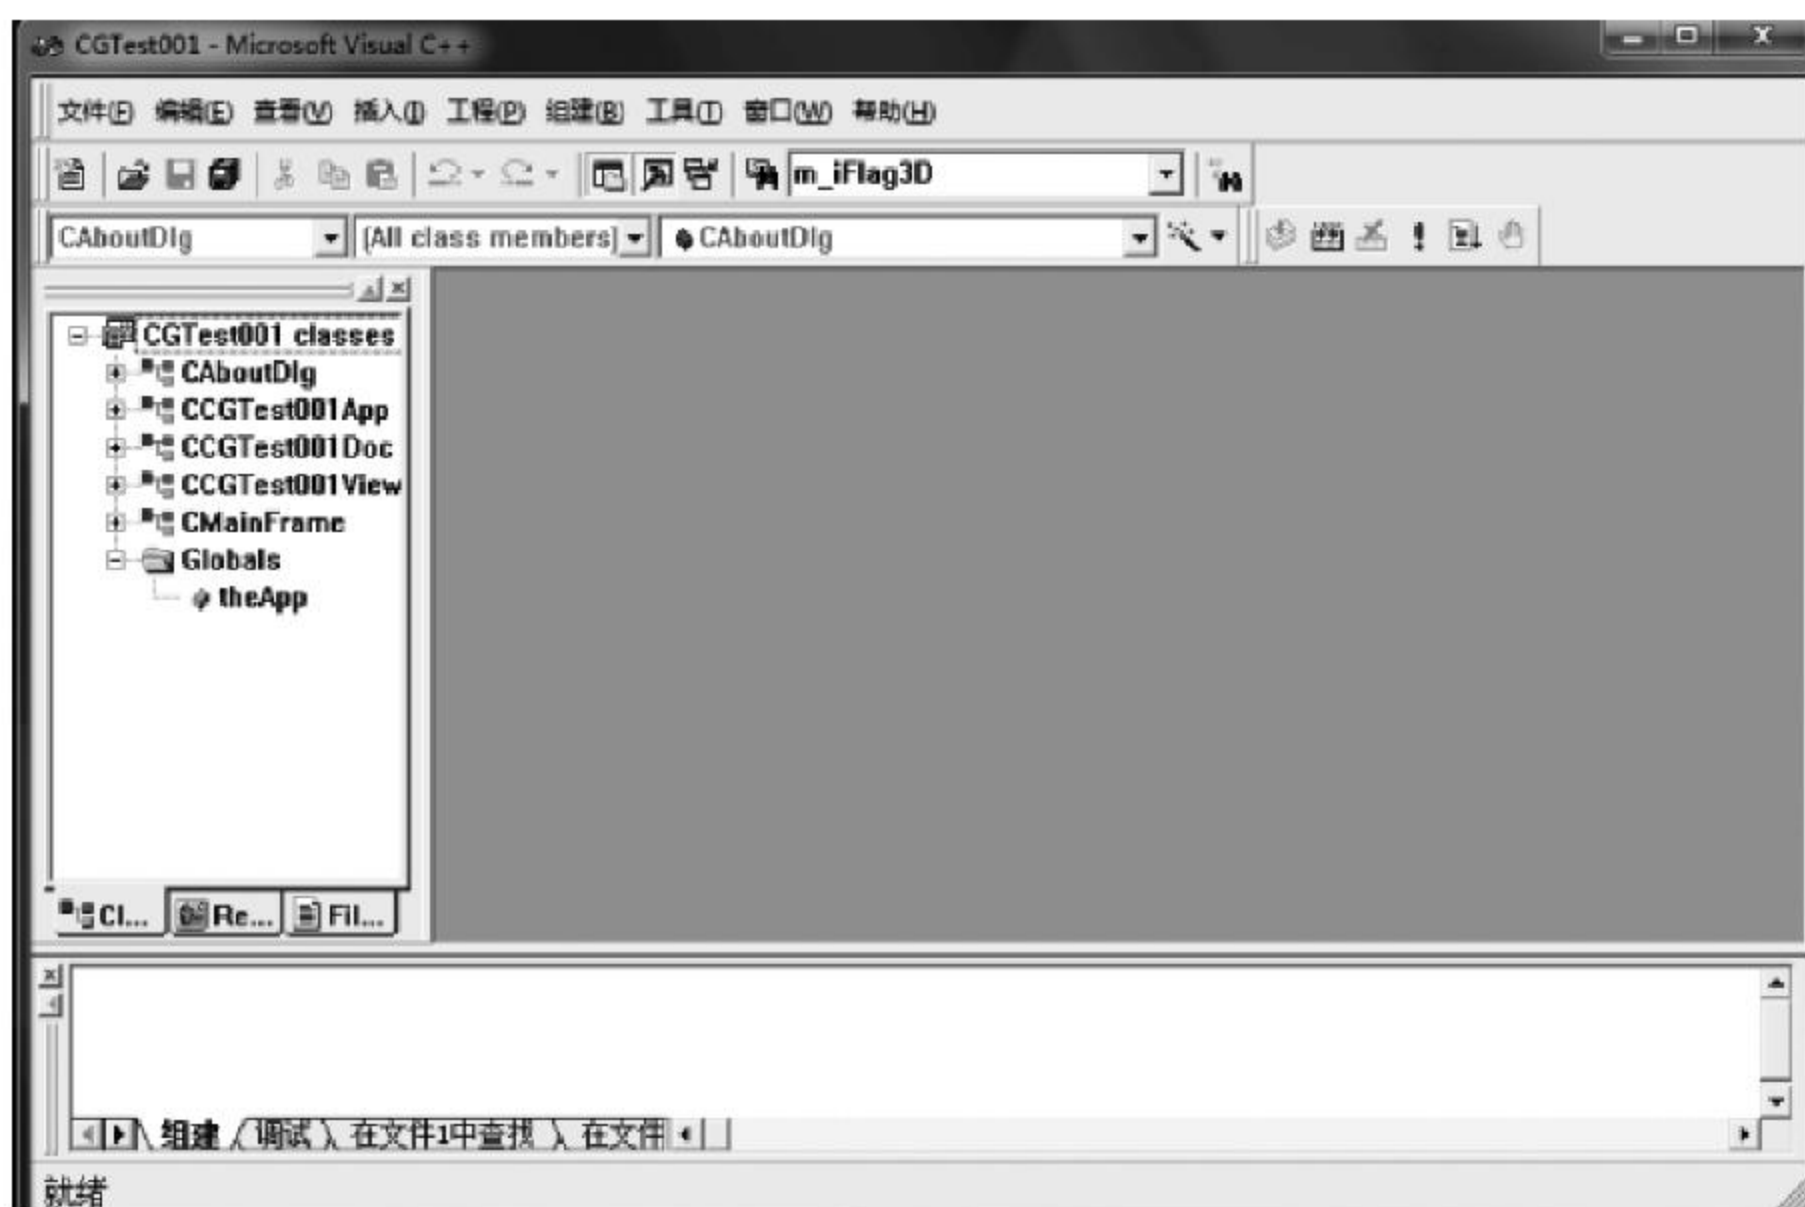 CGTest001 - Microsoft Visual C++
文件(F) 编辑(E) 查看(V) 插入(I) 工程(P) 组建(B) 工具(T) 窗口(W) 帮助(H)
m_iFlag3D
CAboutDlg (All class members) CAboutDlg
CGTest001 classes
CAboutDlg
CCGTest001App
CCGTest001Doc
CCGTest001View
CMainFrame
Globals
theApp
Cl... Re... Fil...
组建 调试 在文件1中查找 在文件
就绪